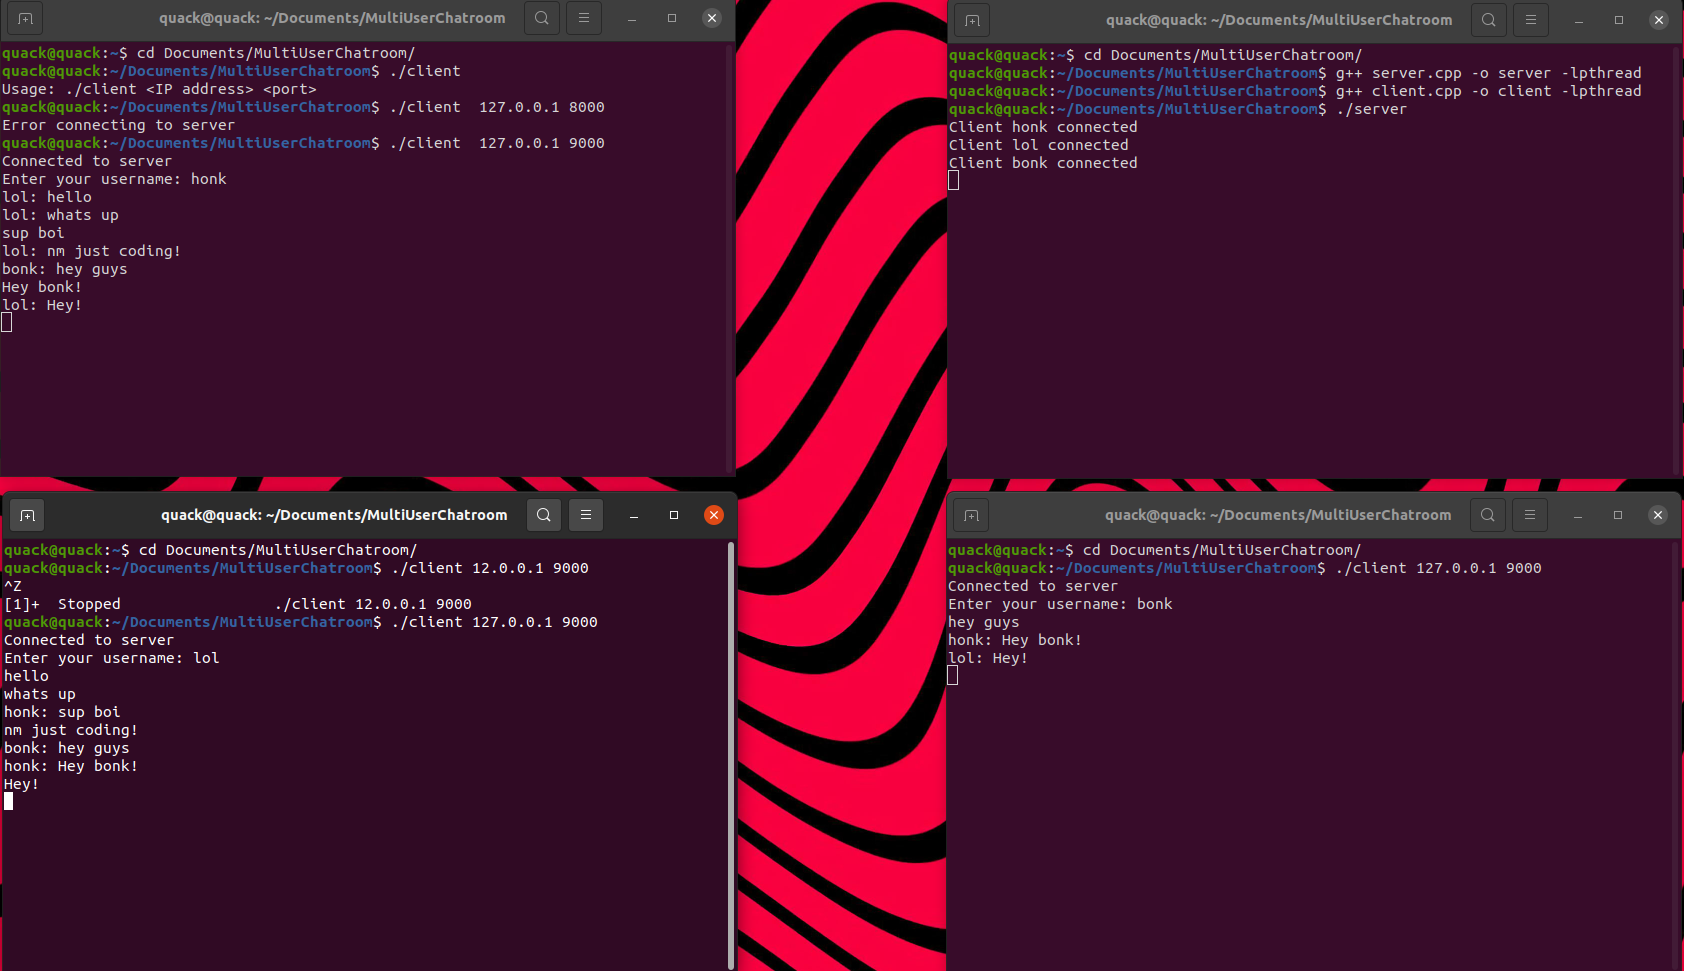 quack@quack: ~/Documents/MultiUserChatroom
quack@quack:~$ cd Documents/MultiUserChatroom/
quack@quack:~/Documents/MultiUserChatroom$ ./client
Usage: ./client <IP address> <port>
quack@quack:~/Documents/MultiUserChatroom$ ./client  127.0.0.1 8000
Error connecting to server
quack@quack:~/Documents/MultiUserChatroom$ ./client  127.0.0.1 9000
Connected to server
Enter your username: honk
lol: hello
lol: whats up
sup boi
lol: nm just coding!
bonk: hey guys
Hey bonk!
lol: Hey!
quack@quack: ~/Documents/MultiUserChatroom
quack@quack:~$ cd Documents/MultiUserChatroom/
quack@quack:~/Documents/MultiUserChatroom$ g++ server.cpp -o server -lpthread
quack@quack:~/Documents/MultiUserChatroom$ g++ client.cpp -o client -lpthread
quack@quack:~/Documents/MultiUserChatroom$ ./server
Client honk connected
Client lol connected
Client bonk connected
quack@quack: ~/Documents/MultiUserChatroom
quack@quack:~$ cd Documents/MultiUserChatroom/
quack@quack:~/Documents/MultiUserChatroom$ ./client 12.0.0.1 9000
^Z
[1]+  Stopped                 ./client 12.0.0.1 9000
quack@quack:~/Documents/MultiUserChatroom$ ./client 127.0.0.1 9000
Connected to server
Enter your username: lol
hello
whats up
honk: sup boi
nm just coding!
bonk: hey guys
honk: Hey bonk!
Hey!
quack@quack: ~/Documents/MultiUserChatroom
quack@quack:~$ cd Documents/MultiUserChatroom/
quack@quack:~/Documents/MultiUserChatroom$ ./client 127.0.0.1 9000
Connected to server
Enter your username: bonk
hey guys
honk: Hey bonk!
lol: Hey!